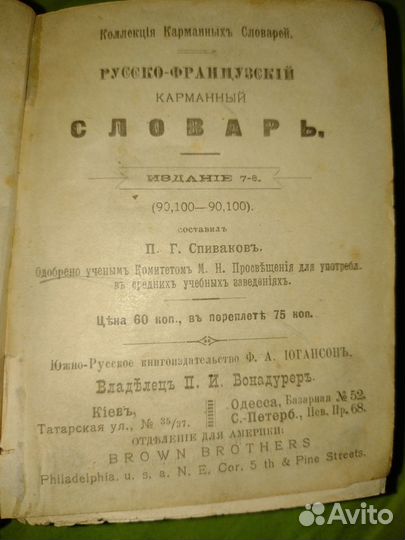 Коллекція Карманныхъ Словарей.
РУССКО-ФРАНЦУЗСКІЙ
КАРМАННЫЙ
СЛОВАРЬ.
ИЗДАНІЕ 7-е.
(90,100—90,100).
СОСТАВИЛЪ
П. Г. Спиваковъ.
Одобрено ученымъ Комитетомъ М. Н. Просвѣщенія для употребл.
въ среднихъ учебныхъ заведеніяхъ.
Цѣна 60 коп., въ переплетѣ 75 коп.
Южно-Русское книгоиздательство Ф. А. ІОГАНСОНЪ.
Владѣлец П. И. Бонадурер.
Кіевъ,
Татарская ул., № 35/37.
Одесса, Базарная № 52.
С.-Петерб., Нев. Пр. 68.
ОТДѢЛЕНІЕ ДЛЯ АМЕРИКИ:
BROWN BROTHERS
Philadelphia. u. s. a. N. E. Cor. 5 th & Pine Streets.
Avito